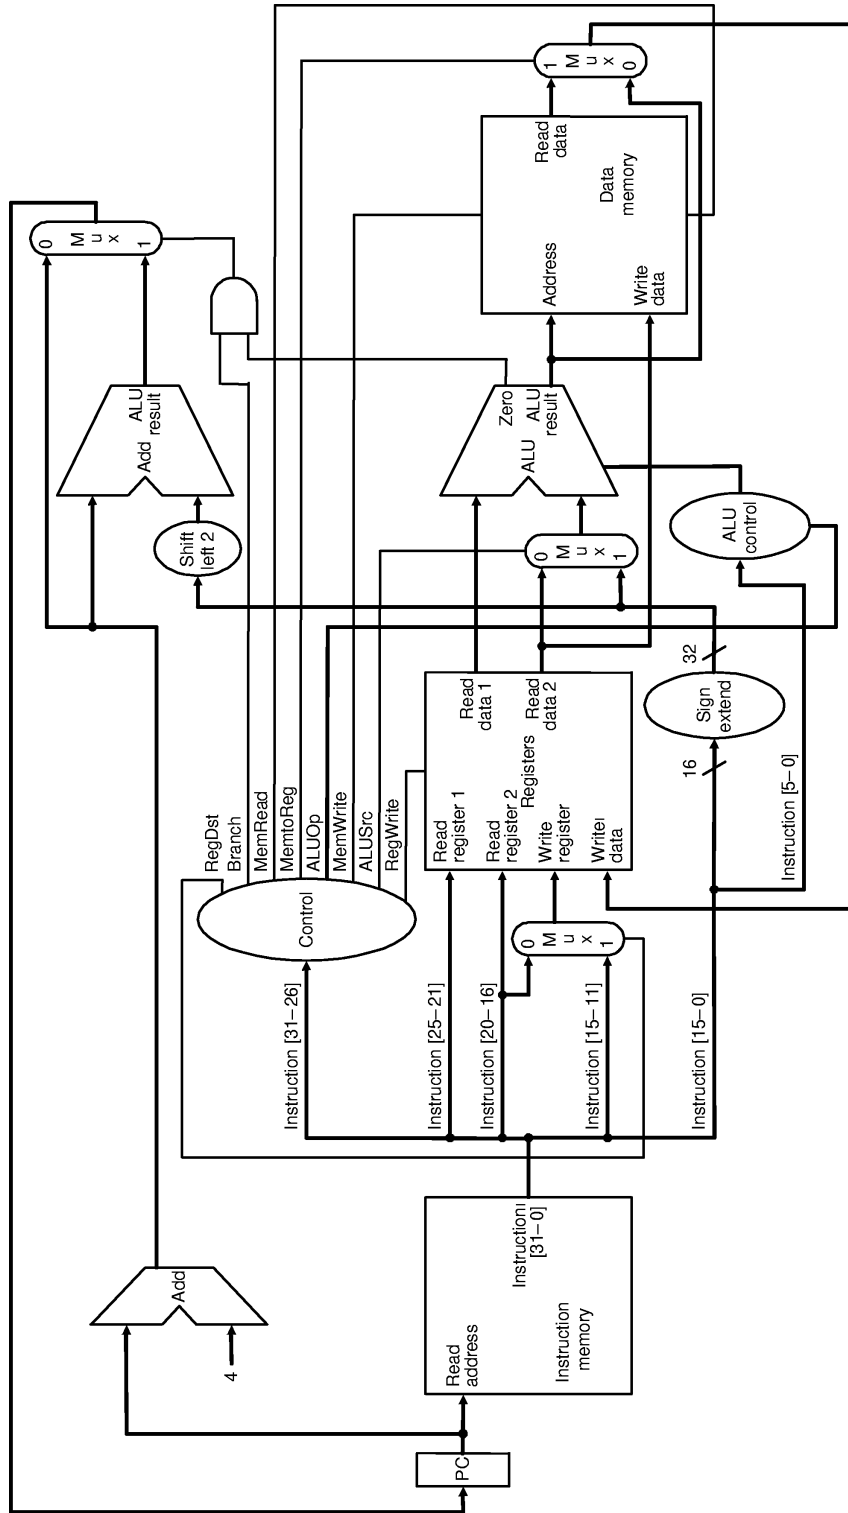 PC
4
Add
Read
address
Instruction
[31–0]
Instruction
memory
Instruction [31–26]
Instruction [25–21]
Instruction [20–16]
Instruction [15–11]
Instruction [15–0]
Instruction [5–0]
Control
RegDst
Branch
MemRead
MemtoReg
ALUOp
MemWrite
ALUSrc
RegWrite
0
M
u
x
1
Read
register 1
Read
register 2
Write
register
Write
data
Registers
Read
data 1
Read
data 2
16
Sign
extend
32
Shift
left 2
Add
ALU
result
0
M
u
x
1
ALU
control
Zero
ALU
ALU
result
0
M
u
x
1
Address
Write
data
Data
memory
Read
data
1
M
u
x
0